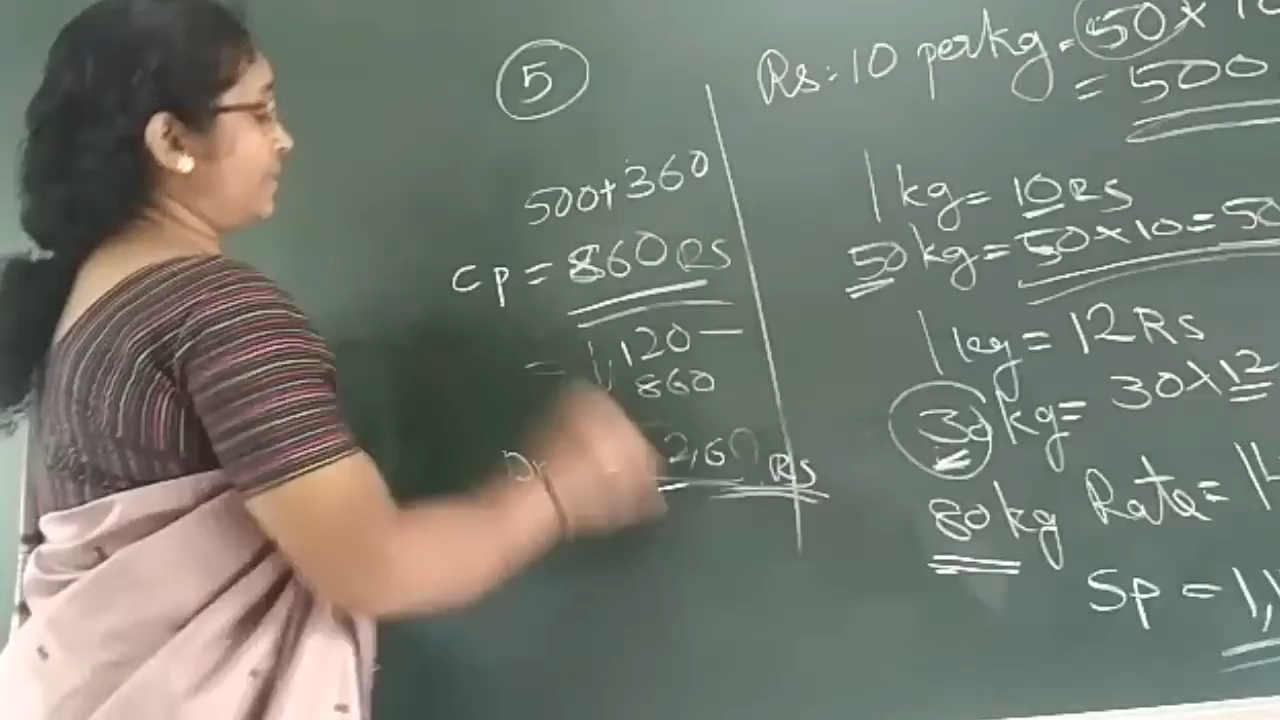 5
500+360
CP = 860 RS
= 1,120 —
860
2,60 RS
Rs: 10 per kg = 50 x 10
= 500
1 kg = 10 RS
50 kg = 50 x 10 = 50
1 kg = 12 RS
30 kg = 30 x 12
80 kg Rate = 14
SP = 1,1